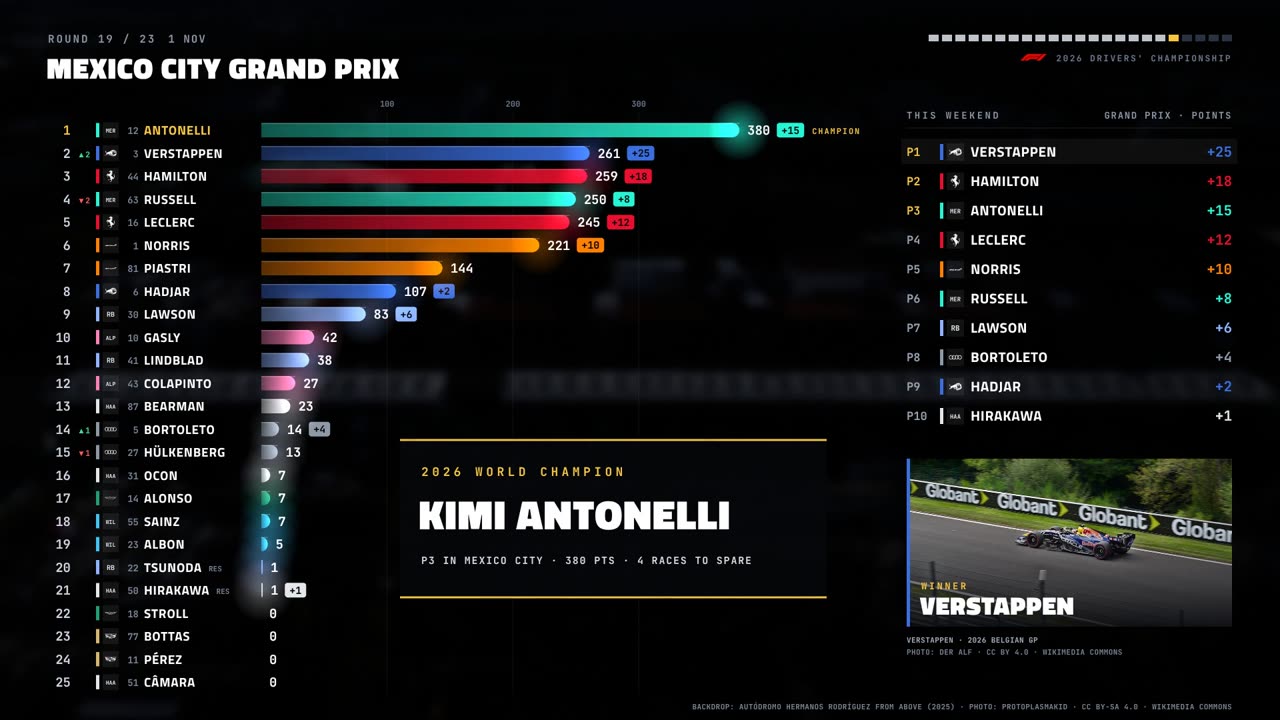 ROUND 19 / 23 1 NOV
MEXICO CITY GRAND PRIX
2026 DRIVERS' CHAMPIONSHIP
100 200 300
1 MER 12 ANTONELLI 380 +15 CHAMPION
2 ▲2 3 VERSTAPPEN 261 +25
3 44 HAMILTON 259 +18
4 ▼2 MER 63 RUSSELL 250 +8
5 16 LECLERC 245 +12
6 1 NORRIS 221 +10
7 81 PIASTRI 144
8 6 HADJAR 107 +2
9 RB 30 LAWSON 83 +6
10 ALP 10 GASLY 42
11 RB 41 LINDBLAD 38
12 ALP 43 COLAPINTO 27
13 HAA 87 BEARMAN 23
14 ▲1 5 BORTOLETO 14 +4
15 ▼1 27 HÜLKENBERG 13
16 HAA 31 OCON 7
17 14 ALONSO 7
18 WIL 55 SAINZ 7
19 WIL 23 ALBON 5
20 RB 22 TSUNODA RES 1
21 HAA 50 HIRAKAWA RES 1 +1
22 18 STROLL 0
23 77 BOTTAS 0
24 11 PÉREZ 0
25 51 CÂMARA 0
2026 WORLD CHAMPION
KIMI ANTONELLI
P3 IN MEXICO CITY · 380 PTS · 4 RACES TO SPARE
THIS WEEKEND GRAND PRIX · POINTS
P1 VERSTAPPEN +25
P2 HAMILTON +18
P3 MER ANTONELLI +15
P4 LECLERC +12
P5 NORRIS +10
P6 MER RUSSELL +8
P7 RB LAWSON +6
P8 BORTOLETO +4
P9 HADJAR +2
P10 HAA HIRAKAWA +1
Globant Globant Globan
WINNER
VERSTAPPEN
VERSTAPPEN · 2026 BELGIAN GP
PHOTO: DER ALF · CC BY 4.0 · WIKIMEDIA COMMONS
BACKDROP: AUTÓDROMO HERMANOS RODRÍGUEZ FROM ABOVE (2025) · PHOTO: PROTOPLASMAKID · CC BY-SA 4.0 · WIKIMEDIA COMMONS